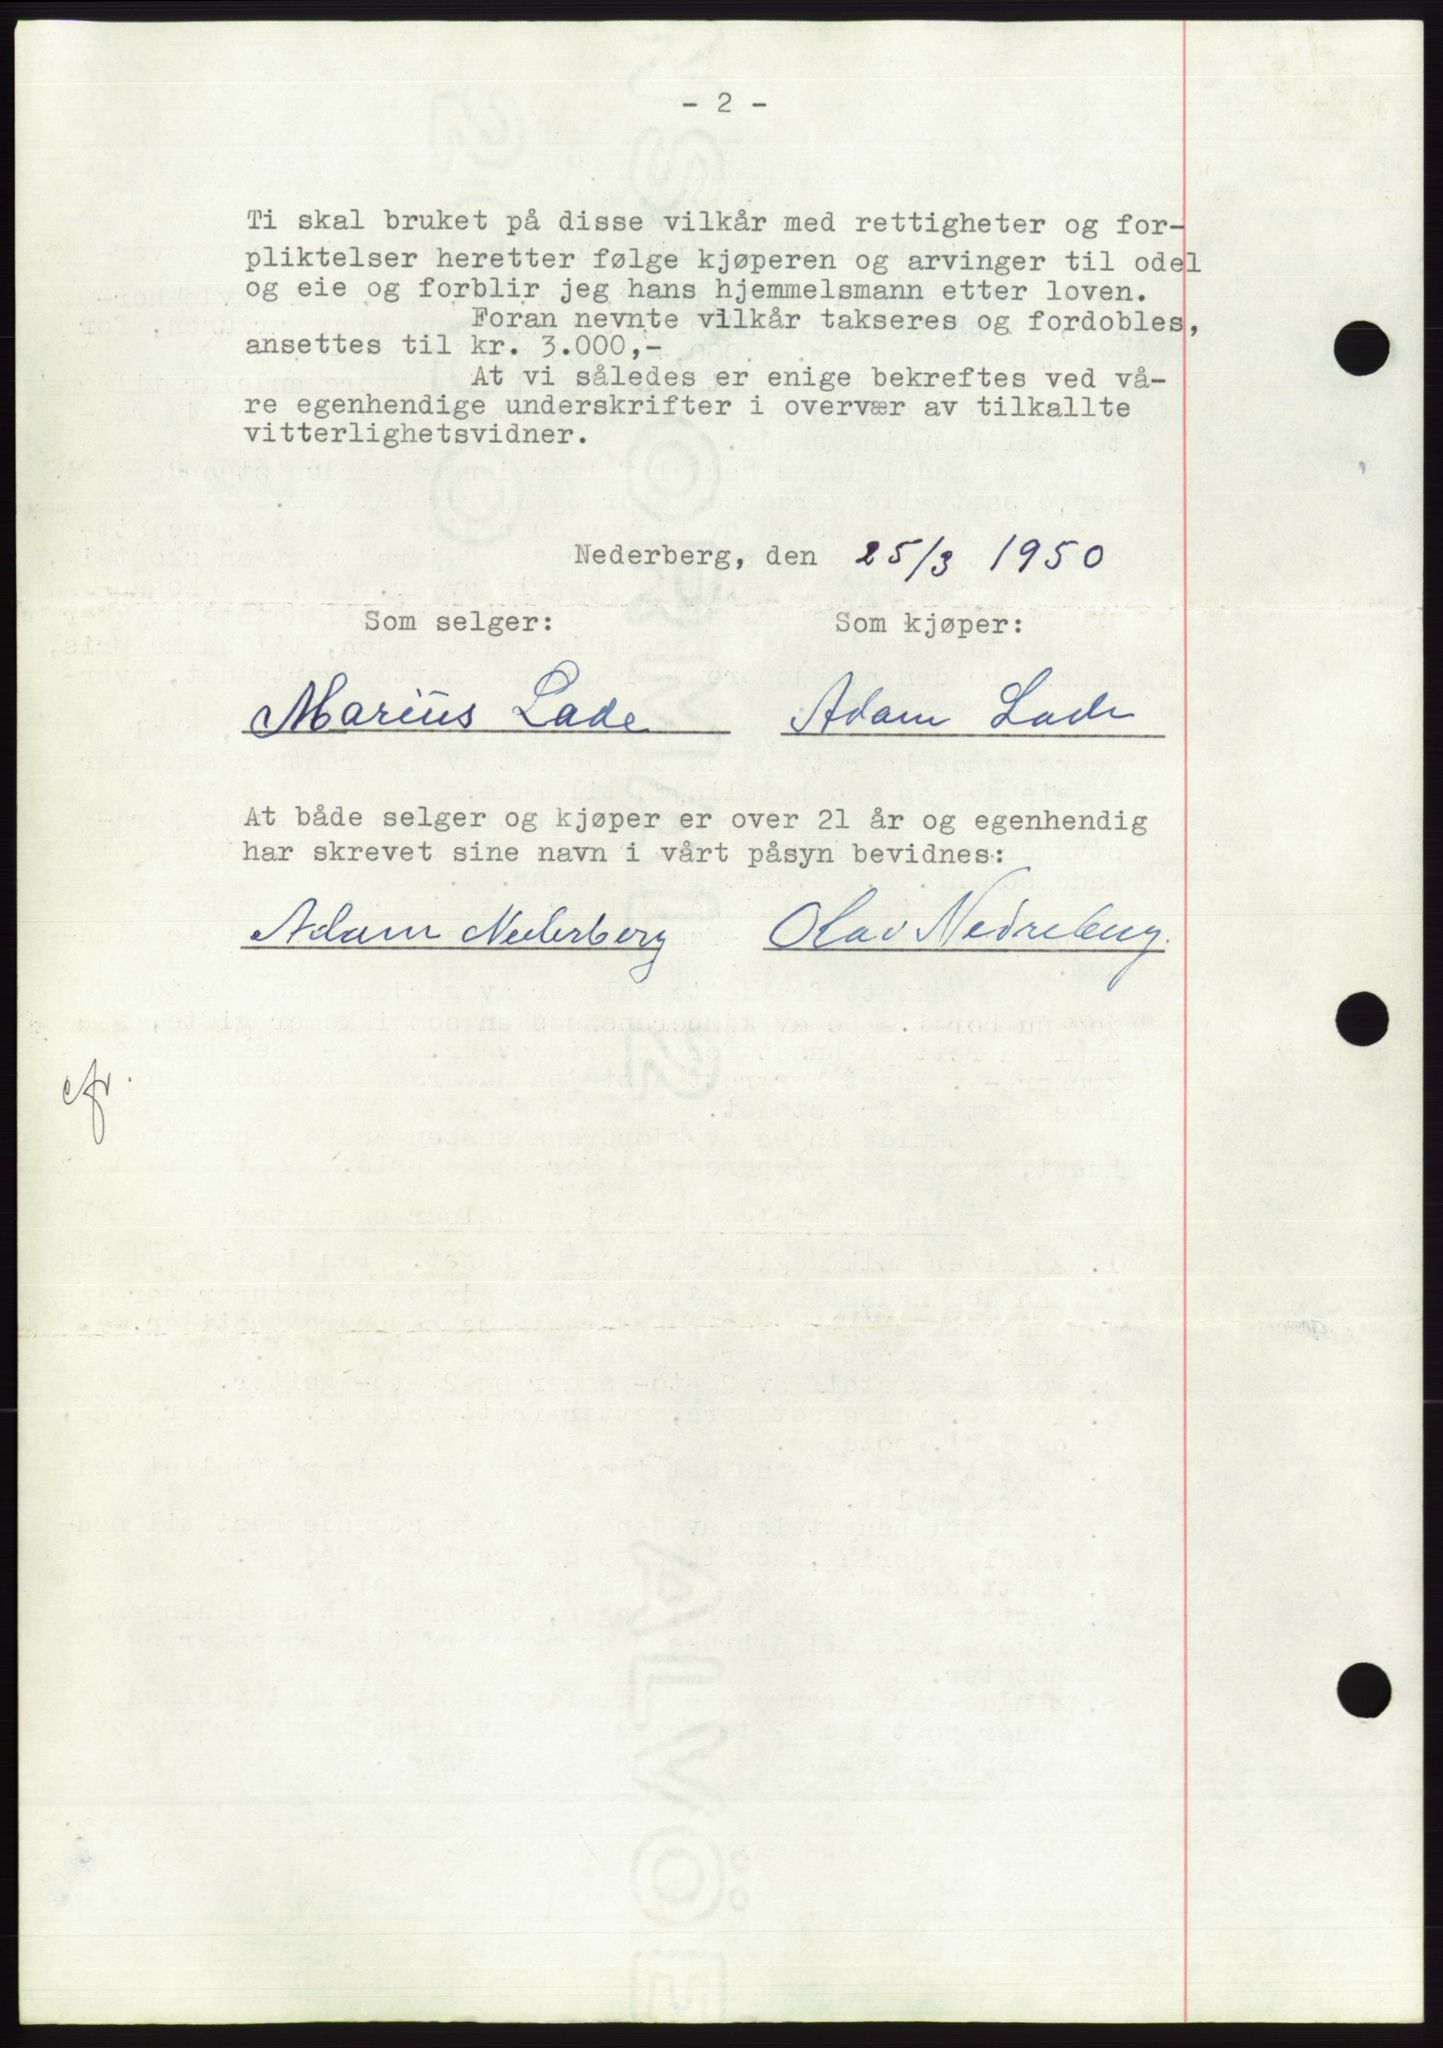 - 2 -
Ti skal bruket på disse vilkår med rettigheter og for-
pliktelser heretter følge kjøperen og arvinger til odel
og eie og forblir jeg hans hjemmelsmann etter loven.
Foran nevnte vilkår takseres og fordobles,
ansettes til kr. 3.000,-
At vi således er enige bekreftes ved vå-
re egenhendige underskrifter i overvær av tilkallte
vitterlighetsvidner.
Nederberg, den 25/3 1950
Som selger: Som kjøper:
Marius Lade Adam Lade
At både selger og kjøper er over 21 år og egenhendig
har skrevet sine navn i vårt påsyn bevidnes:
Adam Nederberg Olav Nedreberg.
cfr.